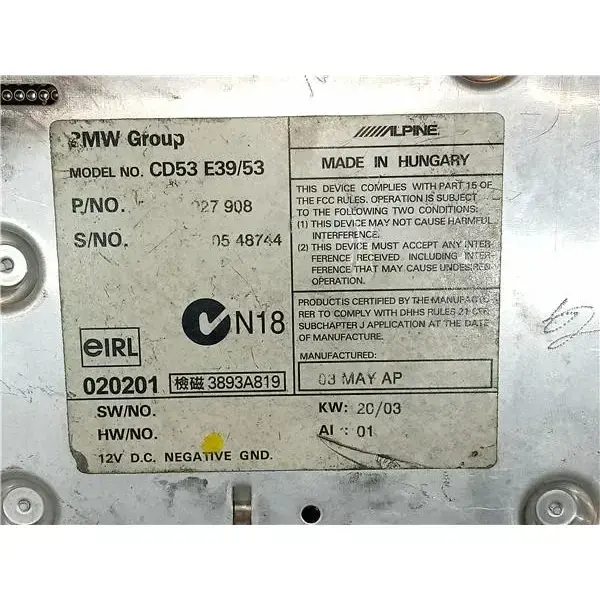 BMW Group
MODEL NO. CD53 E39/53
P/NO. 927 908
S/NO. 05 48744
N18
eIRL
020201 檢磁 3893A819
SW/NO.
HW/NO.
12V D.C. NEGATIVE GND.
ALPINE
MADE IN HUNGARY
THIS DEVICE COMPLIES WITH PART 15 OF
THE FCC RULES. OPERATION IS SUBJECT
TO THE FOLLOWING TWO CONDITIONS:
(1) THIS DEVICE MAY NOT CAUSE HARMFUL
INTERFERENCE.
(2) THIS DEVICE MUST ACCEPT ANY INTER-
FERENCE RECEIVED INCLUDING INTER-
FERENCE THAT MAY CAUSE UNDESIRED
OPERATION.
PRODUCT IS CERTIFIED BY THE MANUFACTU-
RER TO COMPLY WITH DHHS RULES 21 CFR
SUBCHAPTER J APPLICATION AT THE DATE
OF MANUFACTURE.
MANUFACTURED:
03 MAY AP
KW: 20/03
AI : 01